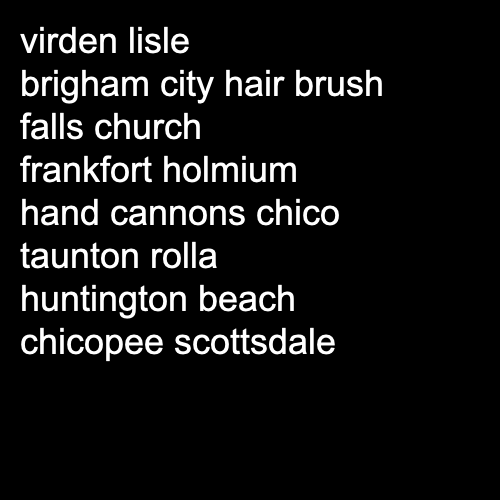 virden lisle
brigham city hair brush
falls church
frankfort holmium
hand cannons chico
taunton rolla
huntington beach
chicopee scottsdale